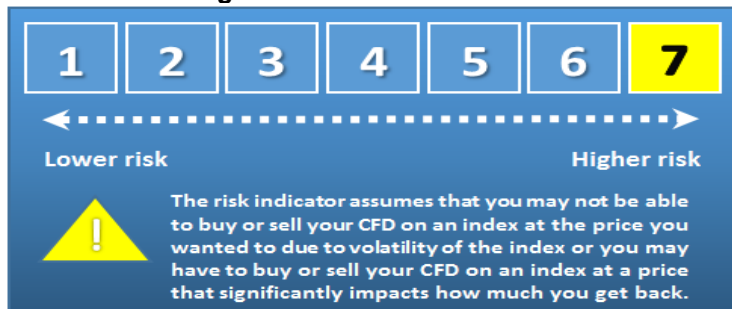 1 2 3 4 5 6 7
Lower risk Higher risk
!
The risk indicator assumes that you may not be able
to buy or sell your CFD on an index at the price you
wanted to due to volatility of the index or you may
have to buy or sell your CFD on an index at a price
that significantly impacts how much you get back.